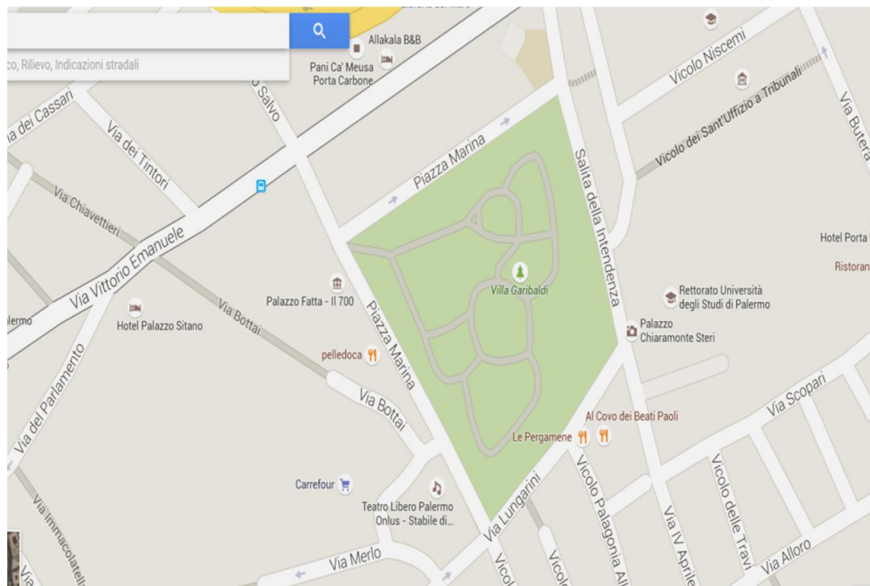 Allakala B&B
Pani Ca' Meusa
Porta Carbone
co, Rilievo, Indicazioni stradali
Vicolo Niscemi
Salvo
Via dei Tintori
Piazza Marina
Vicolo dei Sant'Uffizio a Tribunali
Via Butera
Via Chiavettieri
Salita della Intendenza
Via Vittorio Emanuele
Hotel Porta
Ristoran
Villa Garibaldi
Palazzo Fatta - Il 700
Rettorato Università
degli Studi di Palermo
Hotel Palazzo Sitano
Via Bottai
Piazza Marina
Palazzo
Chiaramonte Steri
pelledoca
Via del Parlamento
Via Bottai
Via Scopari
Al Covo dei Beati Paoli
Le Pergamene
Carrefour
Teatro Libero Palermo
Onlus - Stabile di...
Via Lungarini
Vicolo Palagonia Al
Via IV Aprile
Vicolo delle Travi
Via Immacolatel
Via Merlo
Via Alloro